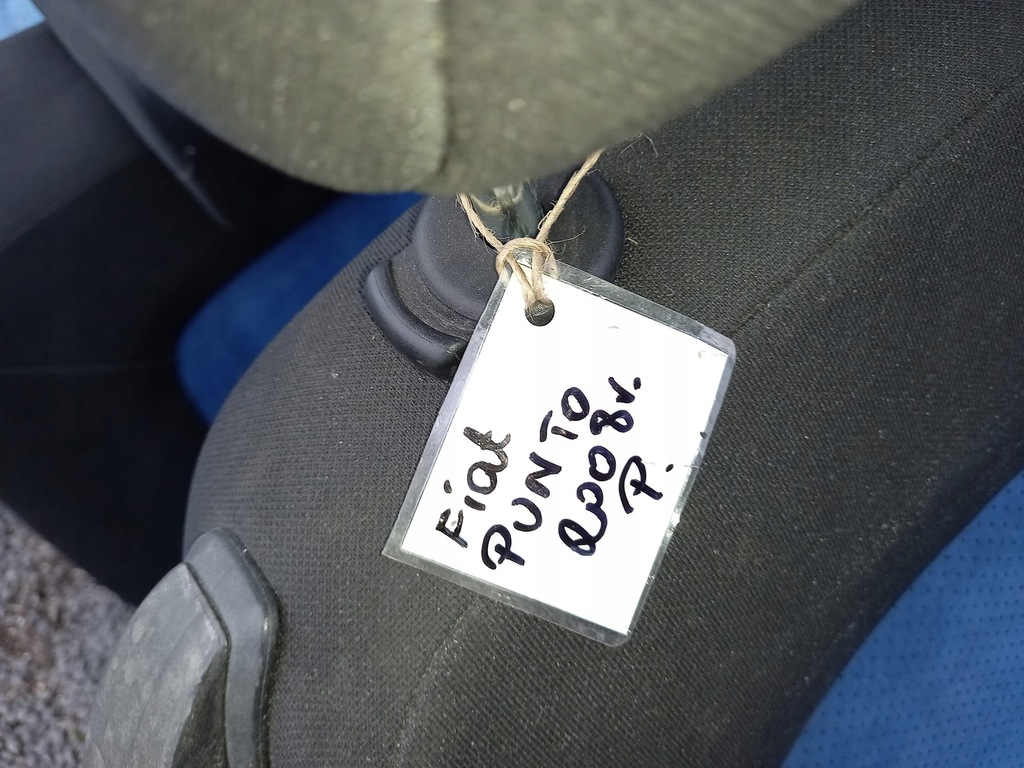 Fiat
PUNTO
2008r.
P.